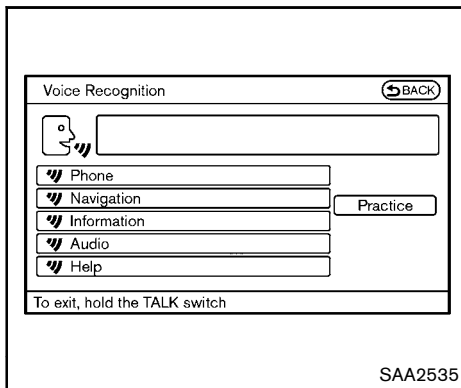 Voice Recognition
BACK
Phone
Navigation
Practice
Information
Audio
Help
To exit, hold the TALK switch
SAA2535